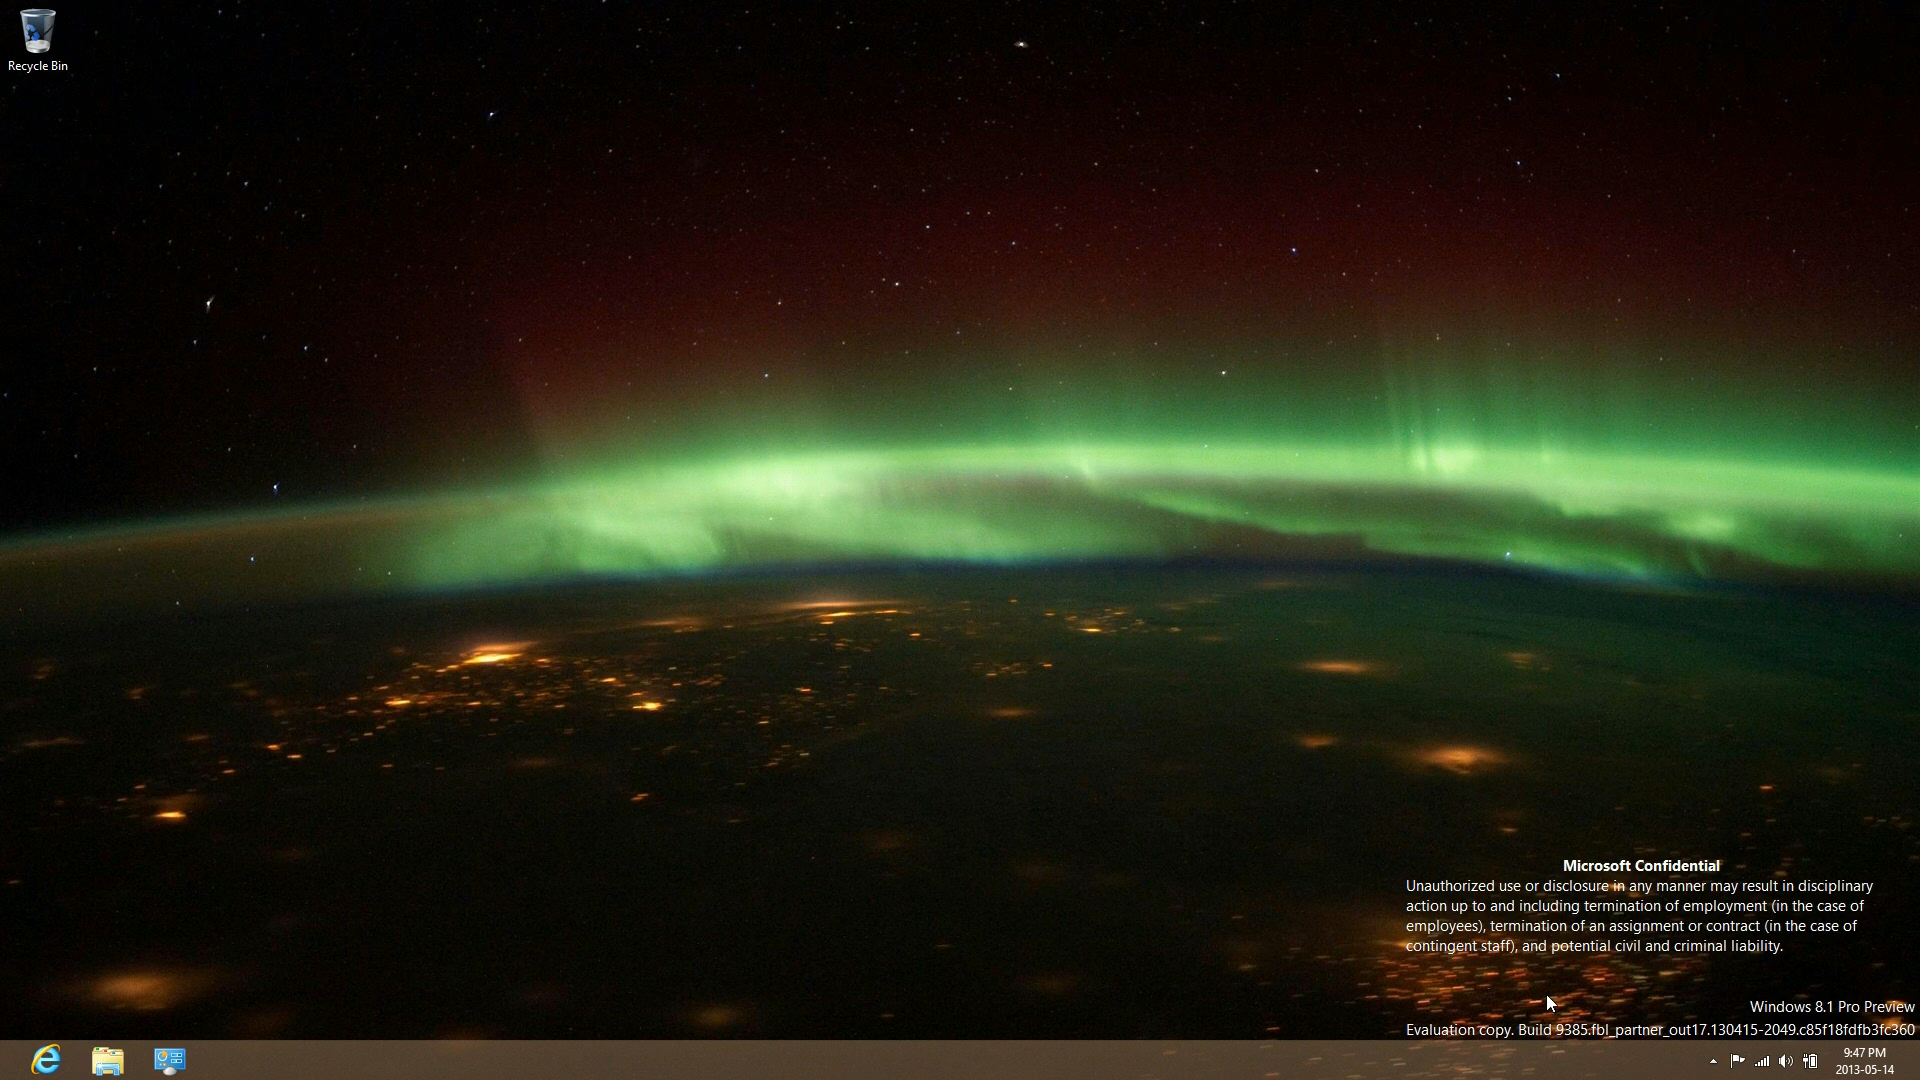 Recycle Bin
Microsoft Confidential
Unauthorized use or disclosure in any manner may result in disciplinary
action up to and including termination of employment (in the case of
employees), termination of an assignment or contract (in the case of
contingent staff), and potential civil and criminal liability.
Windows 8.1 Pro Preview
Evaluation copy. Build 9385.fbl_partner_out17.130415-2049.c85f18fdfb3fc360
9:47 PM
2013-05-14